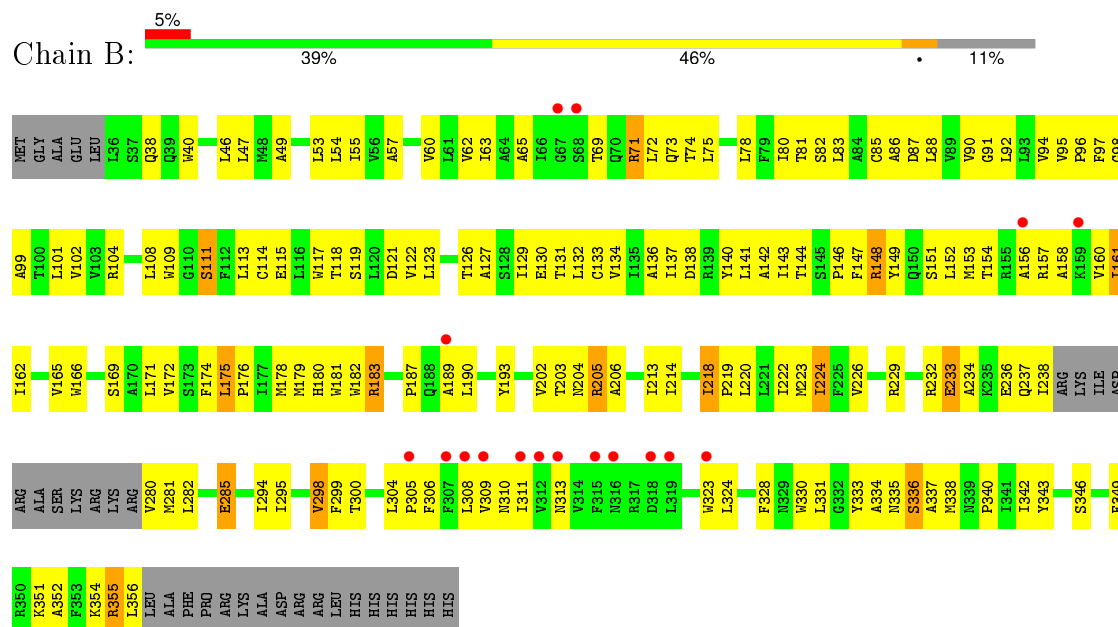 5%
Chain B:
39% 46% • 11%
MET GLY ALA GLU LEU L36 S37 Q38 Q39 W40 L46 L47 M48 A49 L53 L54 I55 V56 A57 V60 L61 V62 I63 A64 A65 I66 G67 S68 T69 Q70 R71 L72 Q73 T74 L75 L78 F79 I80 T81 S82 L83 A84 C85 A86 D87 L88 V89 V90 G91 L92 L93 V94 V95 P96 F97 G98
A99 T100 L101 V102 V103 R104 L108 W109 G110 S111 F112 L113 C114 E115 L116 W117 T118 S119 L120 D121 V122 L123 T126 A127 S128 I129 E130 T131 L132 C133 V134 I135 A136 I137 D138 R139 Y140 L141 A142 I143 T144 S145 P146 F147 R148 Y149 Q150 S151 L152 M153 T154 R155 A156 R157 A158 K159 V160 I161
I162 V165 W166 S169 A170 L171 V172 S173 F174 L175 P176 I177 M178 M179 H180 W181 W182 R183 P187 Q188 A189 L190 Y193 V202 T203 N204 R205 A206 I213 I214 I218 P219 L220 L221 I222 M223 I224 F225 V226 R229 R232 E233 A234 K235 E236 Q237 I238 ARG LYS ILE ASP
ARG ALA SER LYS ARG LYS ARG V280 M281 L282 E285 I294 I295 V298 F299 T300 L304 P305 F306 F307 L308 V309 N310 I311 V312 N313 V314 F315 N316 R317 D318 L319 W323 L324 F328 N329 W330 L331 G332 Y333 A334 N335 S336 A337 M338 N339 P340 I341 I342 Y343 S346 F349
R350 K351 A352 F353 K354 R355 L356 LEU ALA PHE PRO ARG LYS ALA ASP ARG ARG LEU HIS HIS HIS HIS HIS